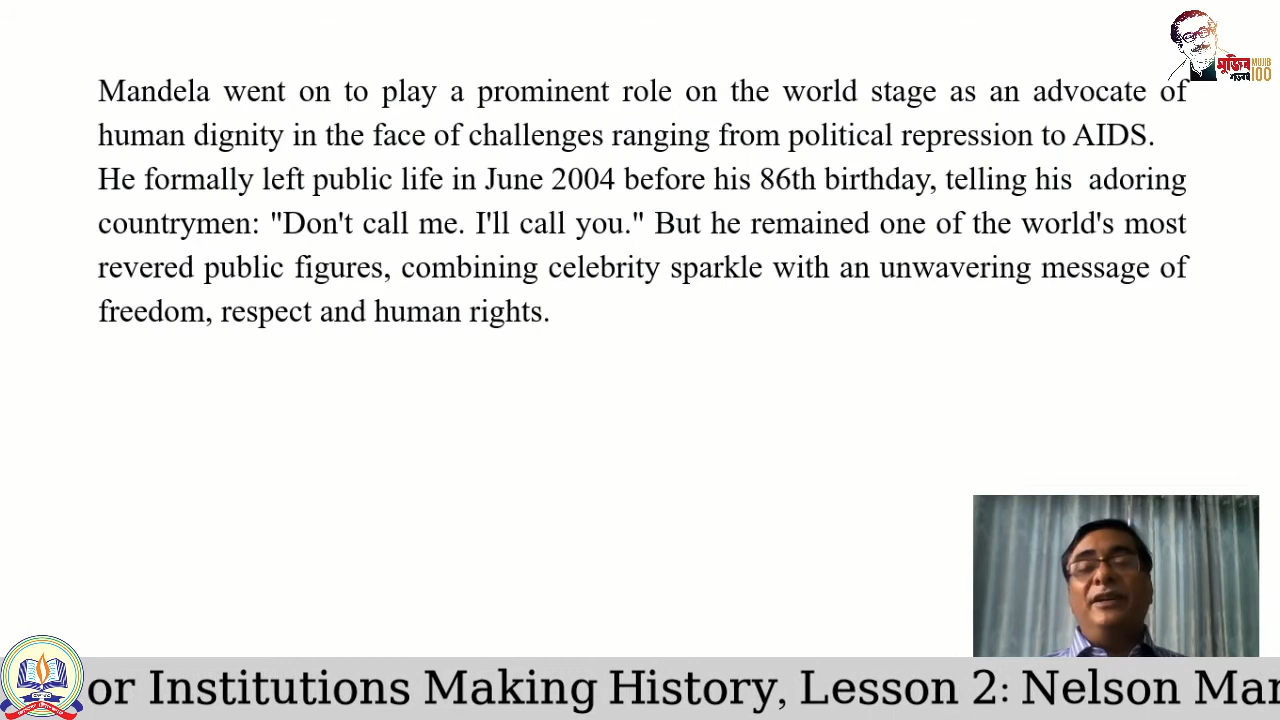 Mandela went on to play a prominent role on the world stage as an advocate of
human dignity in the face of challenges ranging from political repression to AIDS.
He formally left public life in June 2004 before his 86th birthday, telling his adoring
countrymen: "Don't call me. I'll call you." But he remained one of the world's most
revered public figures, combining celebrity sparkle with an unwavering message of
freedom, respect and human rights.
মুজিব MUJIB
শতবর্ষ 100
or Institutions Making History, Lesson 2: Nelson Man